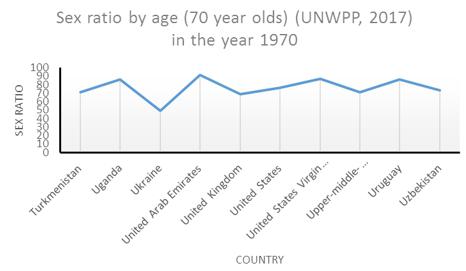 Sex ratio by age (70 year olds) (UNWPP, 2017)
in the year 1970
100
90
80
70
60
50
40
30
20
10
0
SEX RATIO
Turkmenistan
Uganda
Ukraine
United Arab Emirates
United Kingdom
United States
United States Virgin...
Upper-middle-...
Uruguay
Uzbekistan
COUNTRY